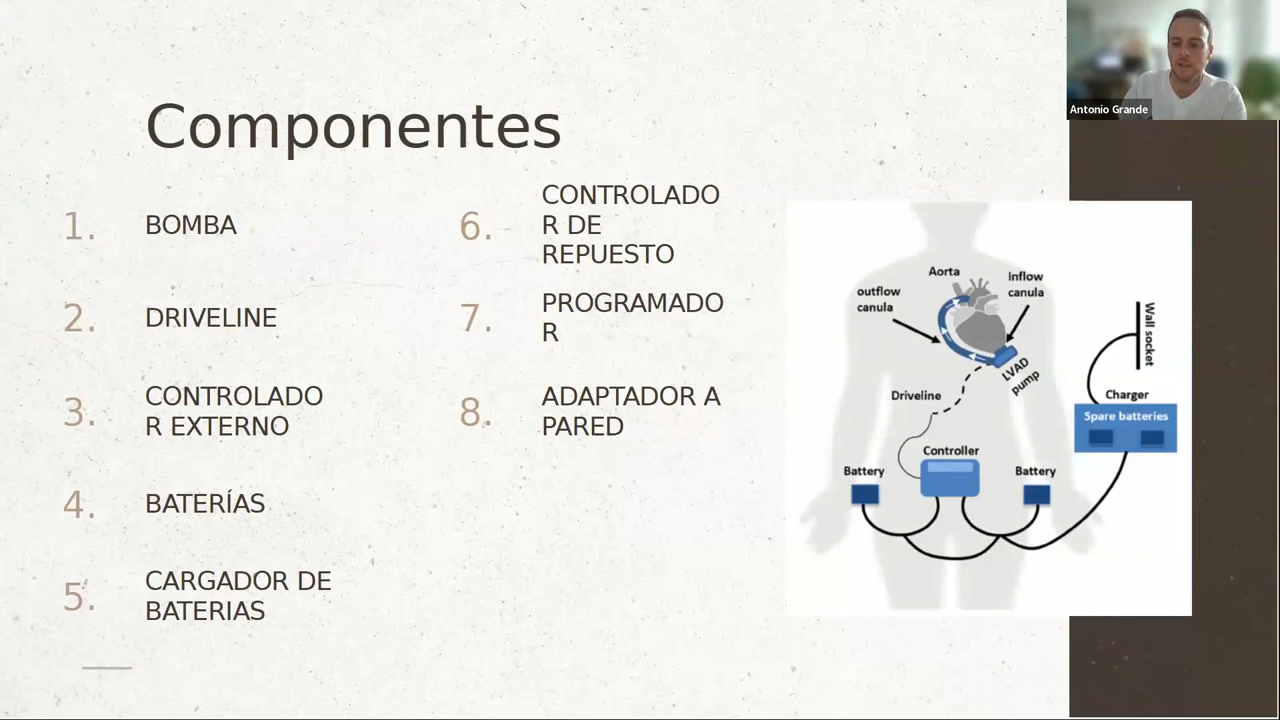 Componentes
1.
BOMBA
2.
DRIVELINE
3.
CONTROLADO
R EXTERNO
4.
BATERÍAS
5.
CARGADOR DE
BATERIAS
6.
CONTROLADO
R DE
REPUESTO
7.
PROGRAMADO
R
8.
ADAPTADOR A
PARED
Aorta
Inflow
canula
outflow
canula
LVAD
pump
Driveline
Wall socket
Charger
Spare batteries
Controller
Battery
Battery
Antonio Grande